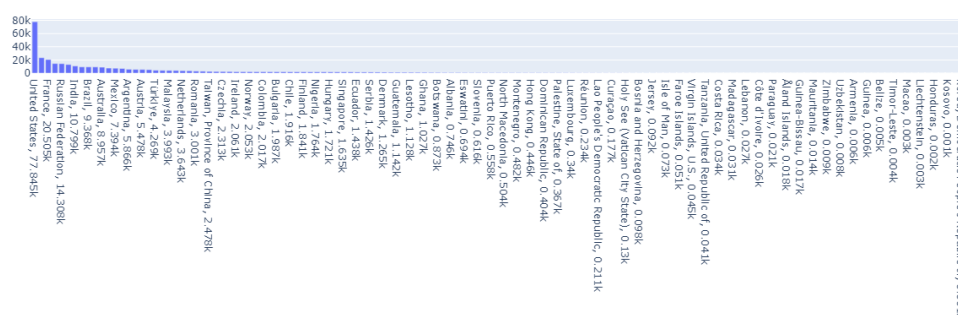 80k
60k
40k
20k
0
United States, 77.845k
France, 20.505k
Russian Federation, 14.308k
India, 10.799k
Brazil, 9.368k
Australia, 8.957k
Mexico, 7.394k
Argentina, 5.866k
Austria, 5.478k
Türkiye, 4.289k
Malaysia, 3.993k
Netherlands, 3.643k
Romania, 3.001k
Taiwan, Province of China, 2.478k
Czechia, 2.313k
Ireland, 2.061k
Norway, 2.053k
Colombia, 2.017k
Bulgaria, 1.987k
Chile, 1.916k
Finland, 1.841k
Nigeria, 1.764k
Hungary, 1.721k
Singapore, 1.635k
Ecuador, 1.438k
Serbia, 1.426k
Denmark, 1.265k
Guatemala, 1.142k
Lesotho, 1.128k
Ghana, 1.027k
Botswana, 0.873k
Albania, 0.746k
Eswatini, 0.694k
Slovenia, 0.616k
Puerto Rico, 0.558k
North Macedonia, 0.504k
Montenegro, 0.482k
Hong Kong, 0.446k
Dominican Republic, 0.404k
Palestine, State of, 0.367k
Luxembourg, 0.34k
Réunion, 0.234k
Lao People's Democratic Republic, 0.211k
Curaçao, 0.177k
Holy See (Vatican City State), 0.13k
Bosnia and Herzegovina, 0.098k
Jersey, 0.092k
Isle of Man, 0.073k
Faroe Islands, 0.051k
Virgin Islands, U.S., 0.045k
Tanzania, United Republic of, 0.041k
Costa Rica, 0.034k
Madagascar, 0.031k
Lebanon, 0.027k
Côte d'Ivoire, 0.026k
Paraguay, 0.021k
Åland Islands, 0.018k
Guinea-Bissau, 0.017k
Mauritania, 0.014k
Zimbabwe, 0.009k
Uzbekistan, 0.008k
Armenia, 0.006k
Guinea, 0.006k
Belize, 0.005k
Timor-Leste, 0.004k
Macao, 0.003k
Liechtenstein, 0.003k
Honduras, 0.002k
Kosovo, 0.001k